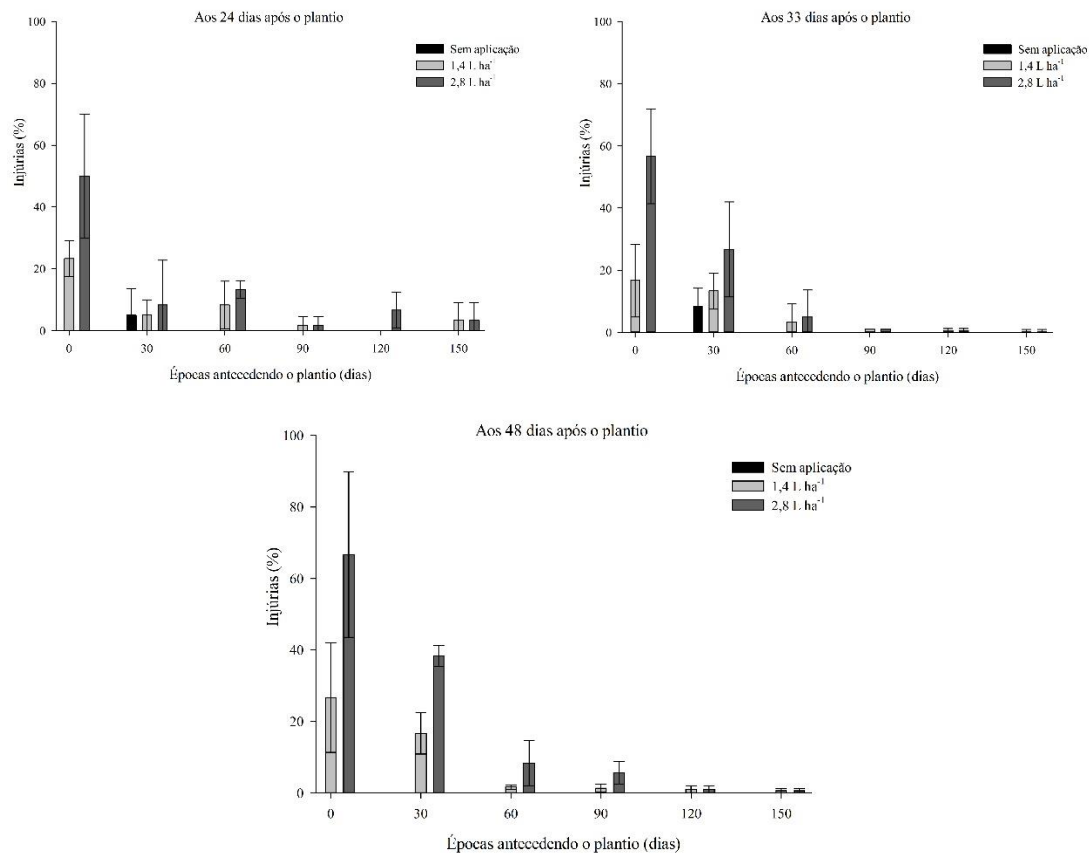 Aos 24 dias após o plantio
100
80
60
40
20
0
Injúrias (%)
Sem aplicação
1,4 L ha-1
2,8 L ha-1
0 30 60 90 120 150
Épocas antecedendo o plantio (dias)
Aos 33 dias após o plantio
100
80
60
40
20
0
Injúrias (%)
Sem aplicação
1,4 L ha-1
2,8 L ha-1
0 30 60 90 120 150
Épocas antecedendo o plantio (dias)
Aos 48 dias após o plantio
100
80
60
40
20
0
Injúrias (%)
Sem aplicação
1,4 L ha-1
2,8 L ha-1
0 30 60 90 120 150
Épocas antecedendo o plantio (dias)